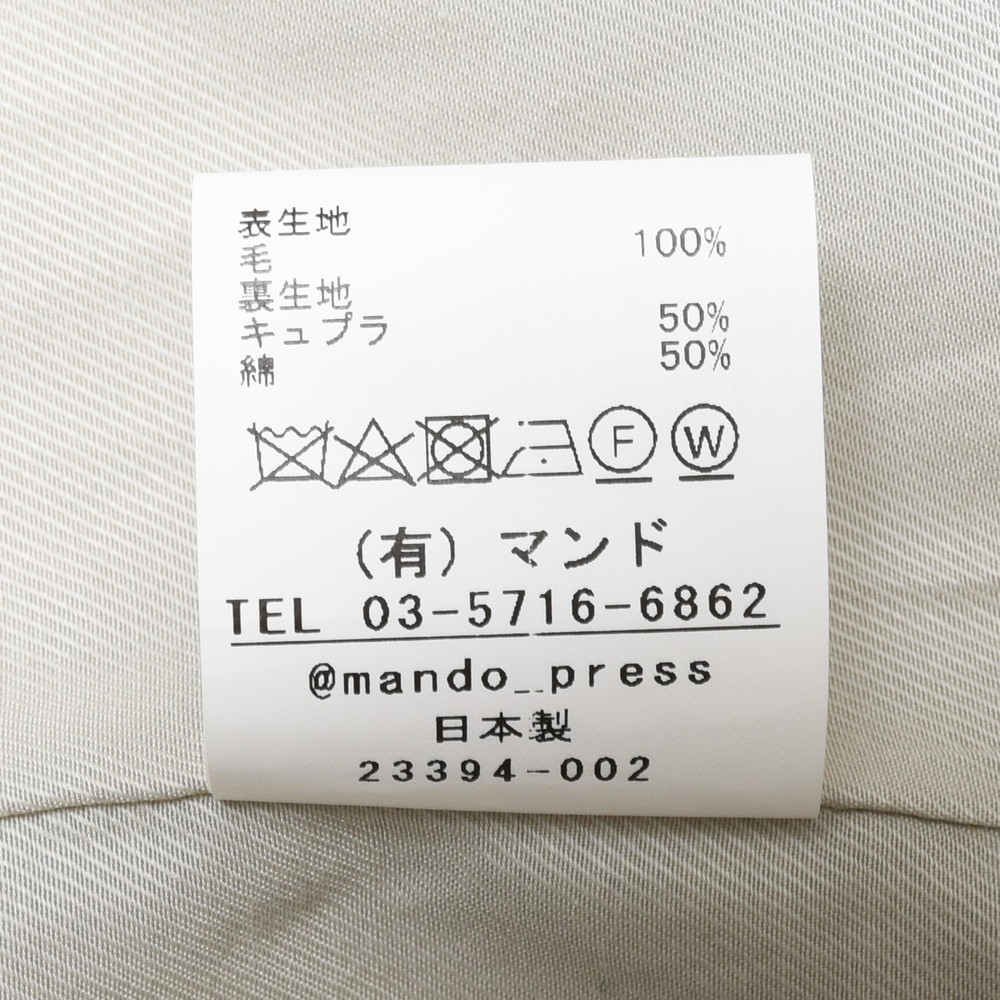 表生地
毛 100%
裏生地
キュプラ 50%
綿 50%
F W
(有) マンド
TEL 03-5716-6862
@mando_press
日本製
23394-002